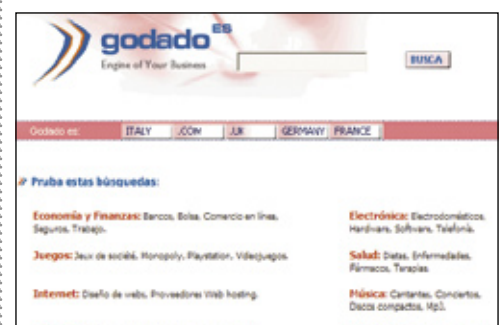 godado ES
Engine of Your Business
BUSCA
Godado es: ITALY .COM .UK GERMANY FRANCE
Pruba estas búsquedas:
Economía y Finanzas: Bancos, Bolsa, Comercio en línea,
Seguros, Trabajo.
Electrónica: Electrodomésticos,
Hardware, Software, Telefonía.
Juegos: Jeux de société, Monopoly, Playstation, Videojuegos.
Salud: Dietas, Enfermedades,
Fármacos, Terapias
Internet: Diseño de webs, Proveedores Web hosting.
Música: Cantantes, Conciertos,
Discos compactos, Mp3.